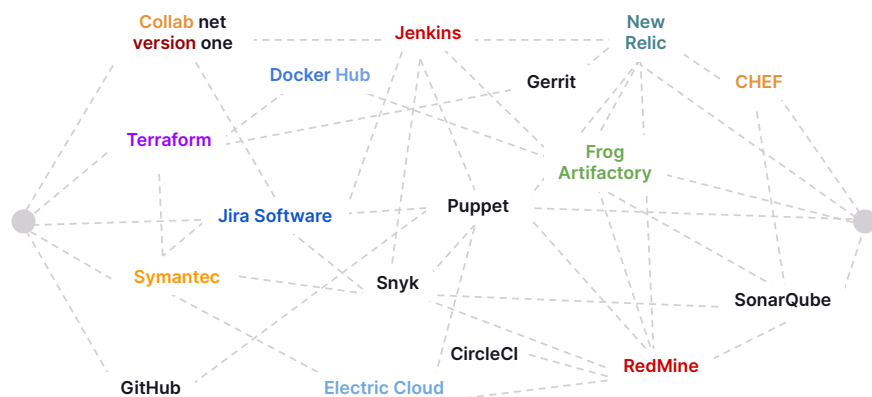 Collab net
version one
Jenkins
New
Relic
Docker Hub
Gerrit
CHEF
Terraform
Frog
Artifactory
Jira Software
Puppet
Symantec
Snyk
SonarQube
CircleCI
RedMine
GitHub
Electric Cloud